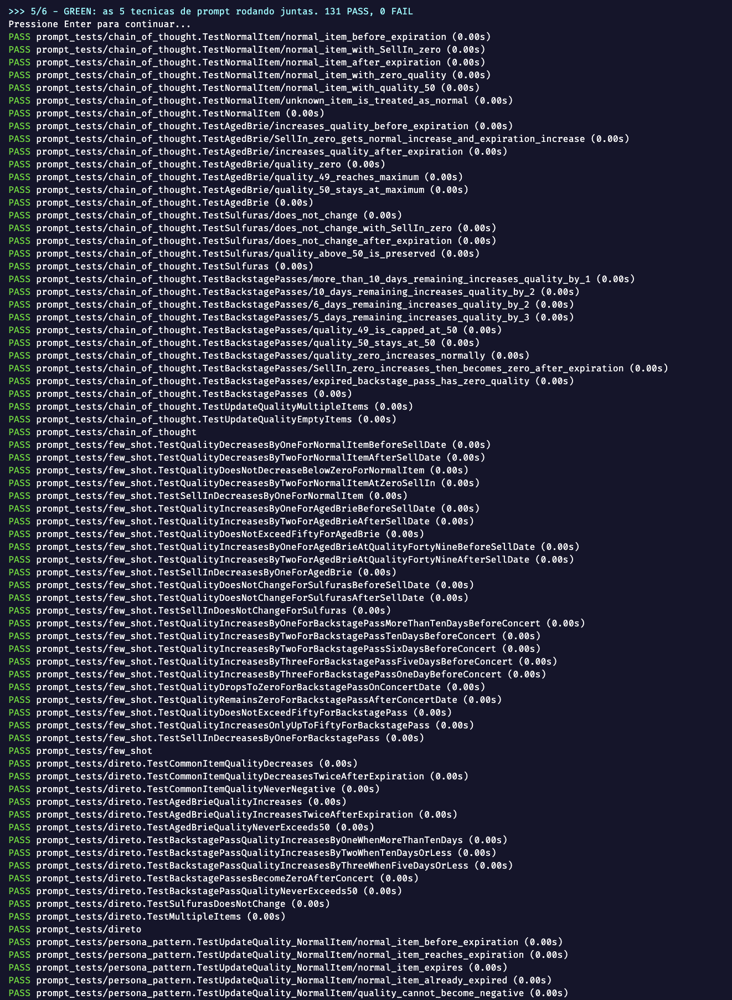 >>> 5/6 - GREEN: as 5 tecnicas de prompt rodando juntas. 131 PASS, 0 FAIL
Pressione Enter para continuar...
PASS prompt_tests/chain_of_thought.TestNormalItem/normal_item_before_expiration (0.00s)
PASS prompt_tests/chain_of_thought.TestNormalItem/normal_item_with_SellIn_zero (0.00s)
PASS prompt_tests/chain_of_thought.TestNormalItem/normal_item_after_expiration (0.00s)
PASS prompt_tests/chain_of_thought.TestNormalItem/normal_item_with_zero_quality (0.00s)
PASS prompt_tests/chain_of_thought.TestNormalItem/normal_item_with_quality_50 (0.00s)
PASS prompt_tests/chain_of_thought.TestNormalItem/unknown_item_is_treated_as_normal (0.00s)
PASS prompt_tests/chain_of_thought.TestNormalItem (0.00s)
PASS prompt_tests/chain_of_thought.TestAgedBrie/increases_quality_before_expiration (0.00s)
PASS prompt_tests/chain_of_thought.TestAgedBrie/SellIn_zero_gets_normal_increase_and_expiration_increase (0.00s)
PASS prompt_tests/chain_of_thought.TestAgedBrie/increases_quality_after_expiration (0.00s)
PASS prompt_tests/chain_of_thought.TestAgedBrie/quality_zero (0.00s)
PASS prompt_tests/chain_of_thought.TestAgedBrie/quality_49_reaches_maximum (0.00s)
PASS prompt_tests/chain_of_thought.TestAgedBrie/quality_50_stays_at_maximum (0.00s)
PASS prompt_tests/chain_of_thought.TestAgedBrie (0.00s)
PASS prompt_tests/chain_of_thought.TestSulfuras/does_not_change (0.00s)
PASS prompt_tests/chain_of_thought.TestSulfuras/does_not_change_with_SellIn_zero (0.00s)
PASS prompt_tests/chain_of_thought.TestSulfuras/does_not_change_after_expiration (0.00s)
PASS prompt_tests/chain_of_thought.TestSulfuras/quality_above_50_is_preserved (0.00s)
PASS prompt_tests/chain_of_thought.TestSulfuras (0.00s)
PASS prompt_tests/chain_of_thought.TestBackstagePasses/more_than_10_days_remaining_increases_quality_by_1 (0.00s)
PASS prompt_tests/chain_of_thought.TestBackstagePasses/10_days_remaining_increases_quality_by_2 (0.00s)
PASS prompt_tests/chain_of_thought.TestBackstagePasses/6_days_remaining_increases_quality_by_2 (0.00s)
PASS prompt_tests/chain_of_thought.TestBackstagePasses/5_days_remaining_increases_quality_by_3 (0.00s)
PASS prompt_tests/chain_of_thought.TestBackstagePasses/quality_49_is_capped_at_50 (0.00s)
PASS prompt_tests/chain_of_thought.TestBackstagePasses/quality_50_stays_at_50 (0.00s)
PASS prompt_tests/chain_of_thought.TestBackstagePasses/quality_zero_increases_normally (0.00s)
PASS prompt_tests/chain_of_thought.TestBackstagePasses/SellIn_zero_increases_then_becomes_zero_after_expiration (0.00s)
PASS prompt_tests/chain_of_thought.TestBackstagePasses/expired_backstage_pass_has_zero_quality (0.00s)
PASS prompt_tests/chain_of_thought.TestBackstagePasses (0.00s)
PASS prompt_tests/chain_of_thought.TestUpdateQualityMultipleItems (0.00s)
PASS prompt_tests/chain_of_thought.TestUpdateQualityEmptyItems (0.00s)
PASS prompt_tests/chain_of_thought
PASS prompt_tests/few_shot.TestQualityDecreasesByOneForNormalItemBeforeSellDate (0.00s)
PASS prompt_tests/few_shot.TestQualityDecreasesByTwoForNormalItemAfterSellDate (0.00s)
PASS prompt_tests/few_shot.TestQualityDoesNotDecreaseBelowZeroForNormalItem (0.00s)
PASS prompt_tests/few_shot.TestQualityDecreasesByTwoForNormalItemAtZeroSellIn (0.00s)
PASS prompt_tests/few_shot.TestSellInDecreasesByOneForNormalItem (0.00s)
PASS prompt_tests/few_shot.TestQualityIncreasesByOneForAgedBrieBeforeSellDate (0.00s)
PASS prompt_tests/few_shot.TestQualityIncreasesByTwoForAgedBrieAfterSellDate (0.00s)
PASS prompt_tests/few_shot.TestQualityDoesNotExceedFiftyForAgedBrie (0.00s)
PASS prompt_tests/few_shot.TestQualityIncreasesByOneForAgedBrieAtQualityFortyNineBeforeSellDate (0.00s)
PASS prompt_tests/few_shot.TestQualityIncreasesByTwoForAgedBrieAtQualityFortyNineAfterSellDate (0.00s)
PASS prompt_tests/few_shot.TestSellInDecreasesByOneForAgedBrie (0.00s)
PASS prompt_tests/few_shot.TestQualityDoesNotChangeForSulfurasBeforeSellDate (0.00s)
PASS prompt_tests/few_shot.TestQualityDoesNotChangeForSulfurasAfterSellDate (0.00s)
PASS prompt_tests/few_shot.TestSellInDoesNotChangeForSulfuras (0.00s)
PASS prompt_tests/few_shot.TestQualityIncreasesByOneForBackstagePassMoreThanTenDaysBeforeConcert (0.00s)
PASS prompt_tests/few_shot.TestQualityIncreasesByTwoForBackstagePassTenDaysBeforeConcert (0.00s)
PASS prompt_tests/few_shot.TestQualityIncreasesByTwoForBackstagePassSixDaysBeforeConcert (0.00s)
PASS prompt_tests/few_shot.TestQualityIncreasesByThreeForBackstagePassFiveDaysBeforeConcert (0.00s)
PASS prompt_tests/few_shot.TestQualityIncreasesByThreeForBackstagePassOneDayBeforeConcert (0.00s)
PASS prompt_tests/few_shot.TestQualityDropsToZeroForBackstagePassOnConcertDate (0.00s)
PASS prompt_tests/few_shot.TestQualityRemainsZeroForBackstagePassAfterConcertDate (0.00s)
PASS prompt_tests/few_shot.TestQualityDoesNotExceedFiftyForBackstagePass (0.00s)
PASS prompt_tests/few_shot.TestQualityIncreasesOnlyUpToFiftyForBackstagePass (0.00s)
PASS prompt_tests/few_shot.TestSellInDecreasesByOneForBackstagePass (0.00s)
PASS prompt_tests/few_shot
PASS prompt_tests/direto.TestCommonItemQualityDecreases (0.00s)
PASS prompt_tests/direto.TestCommonItemQualityDecreasesTwiceAfterExpiration (0.00s)
PASS prompt_tests/direto.TestCommonItemQualityNeverNegative (0.00s)
PASS prompt_tests/direto.TestAgedBrieQualityIncreases (0.00s)
PASS prompt_tests/direto.TestAgedBrieQualityIncreasesTwiceAfterExpiration (0.00s)
PASS prompt_tests/direto.TestAgedBrieQualityNeverExceeds50 (0.00s)
PASS prompt_tests/direto.TestBackstagePassQualityIncreasesByOneWhenMoreThanTenDays (0.00s)
PASS prompt_tests/direto.TestBackstagePassQualityIncreasesByTwoWhenTenDaysOrLess (0.00s)
PASS prompt_tests/direto.TestBackstagePassQualityIncreasesByThreeWhenFiveDaysOrLess (0.00s)
PASS prompt_tests/direto.TestBackstagePassesBecomeZeroAfterConcert (0.00s)
PASS prompt_tests/direto.TestBackstagePassQualityNeverExceeds50 (0.00s)
PASS prompt_tests/direto.TestSulfurasDoesNotChange (0.00s)
PASS prompt_tests/direto.TestMultipleItems (0.00s)
PASS prompt_tests/direto
PASS prompt_tests/persona_pattern.TestUpdateQuality_NormalItem/normal_item_before_expiration (0.00s)
PASS prompt_tests/persona_pattern.TestUpdateQuality_NormalItem/normal_item_reaches_expiration (0.00s)
PASS prompt_tests/persona_pattern.TestUpdateQuality_NormalItem/normal_item_expires (0.00s)
PASS prompt_tests/persona_pattern.TestUpdateQuality_NormalItem/normal_item_already_expired (0.00s)
PASS prompt_tests/persona_pattern.TestUpdateQuality_NormalItem/quality_cannot_become_negative (0.00s)